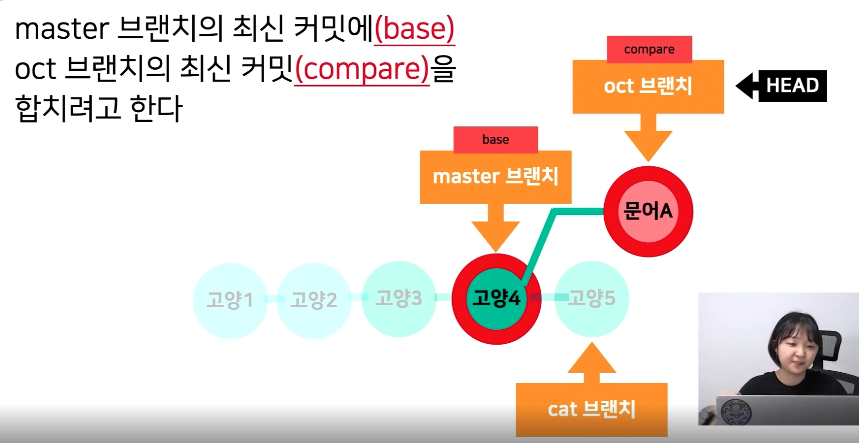 master 브랜치의 최신 커밋에(base)
oct 브랜치의 최신 커밋(compare)을
합치려고 한다
compare
oct 브랜치
HEAD
base
master 브랜치
문어A
고양1
고양2
고양3
고양4
고양5
cat 브랜치